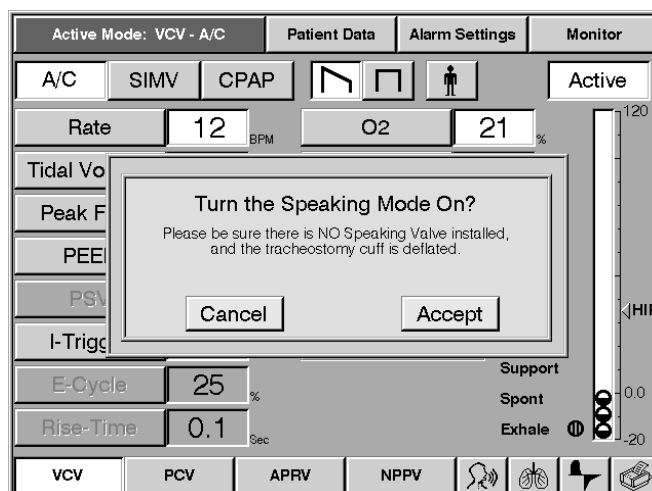 Active Mode: VCV - A/C Patient Data Alarm Settings Monitor
A/C SIMV CPAP Active
Rate 12 BPM O2 21 %
120
Tidal Vo
Peak F
PEE
PSV
I-Trigg
Turn the Speaking Mode On?
Please be sure there is NO Speaking Valve installed,
and the tracheostomy cuff is deflated.
Cancel Accept
HIP
Support
E-Cycle 25 % Spont 0.0
Rise-Time 0.1 Sec Exhale -20
VCV PCV APRV NPPV